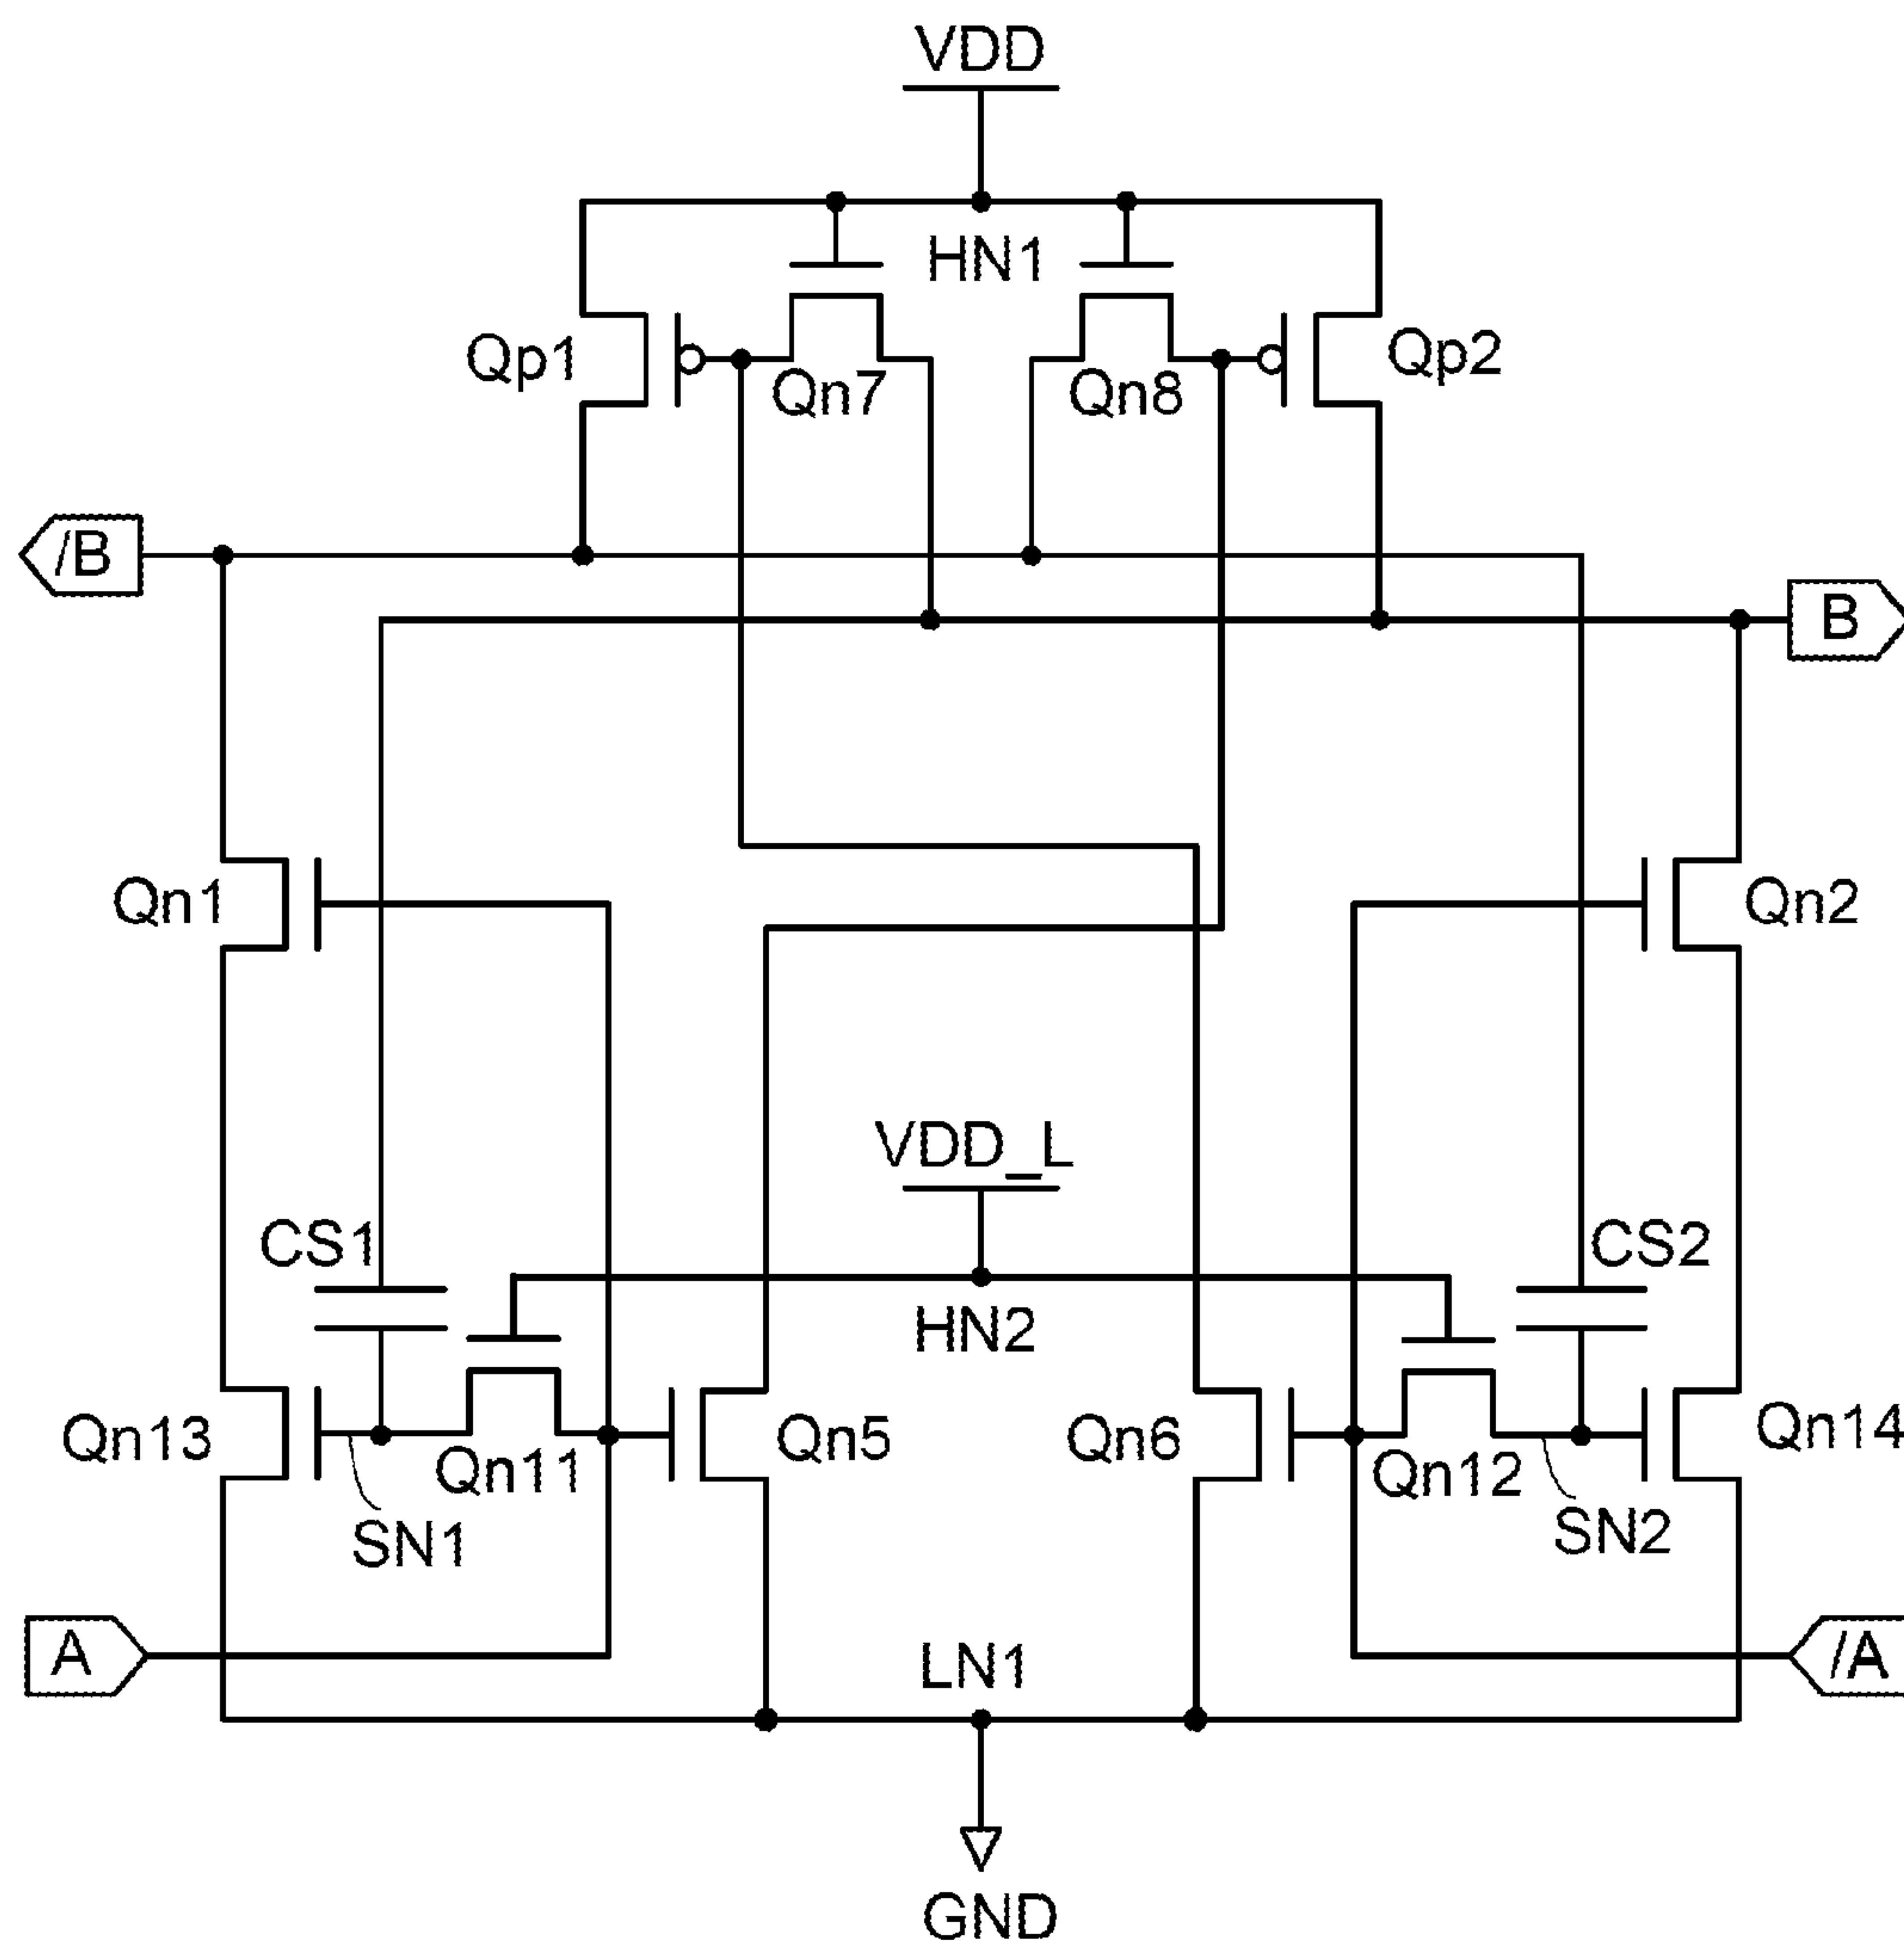 VDD
HN1
Qp1
Qn7
Qn8
Qp2
/B
B
Qn1
Qn2
VDD_L
CS1
CS2
HN2
Qn13
Qn11
Qn5
Qn6
Qn12
Qn14
SN1
SN2
A
LN1
/A
GND